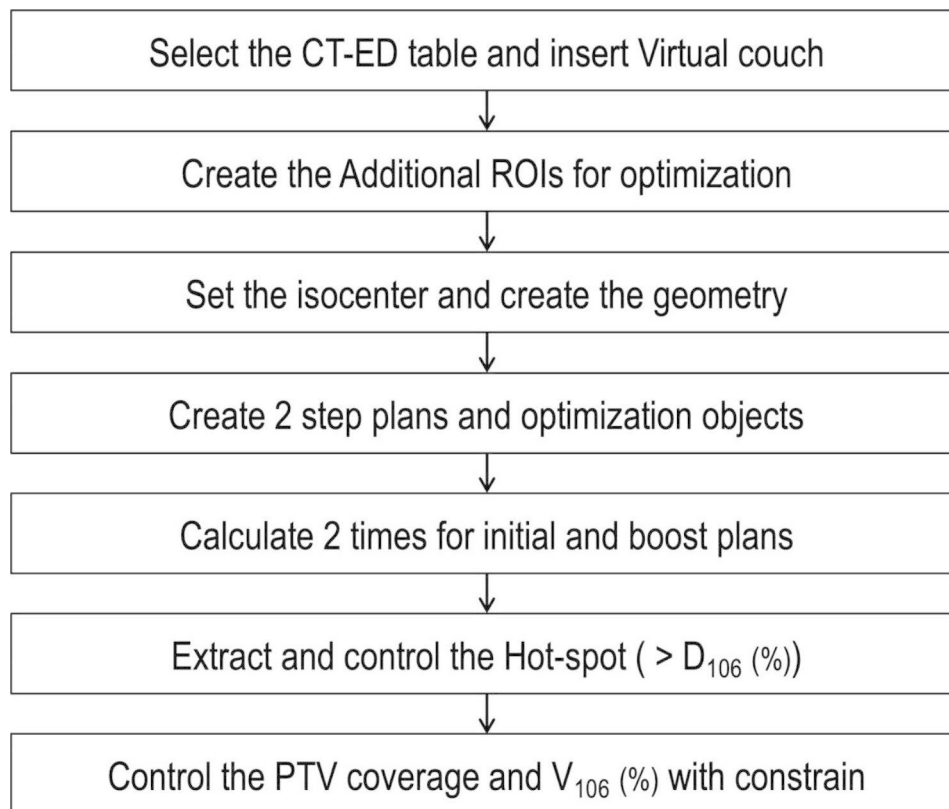 Select the CT-ED table and insert Virtual couch
Create the Additional ROIs for optimization
Set the isocenter and create the geometry
Create 2 step plans and optimization objects
Calculate 2 times for initial and boost plans
Extract and control the Hot-spot ( > D106 (%))
Control the PTV coverage and V106 (%) with constrain